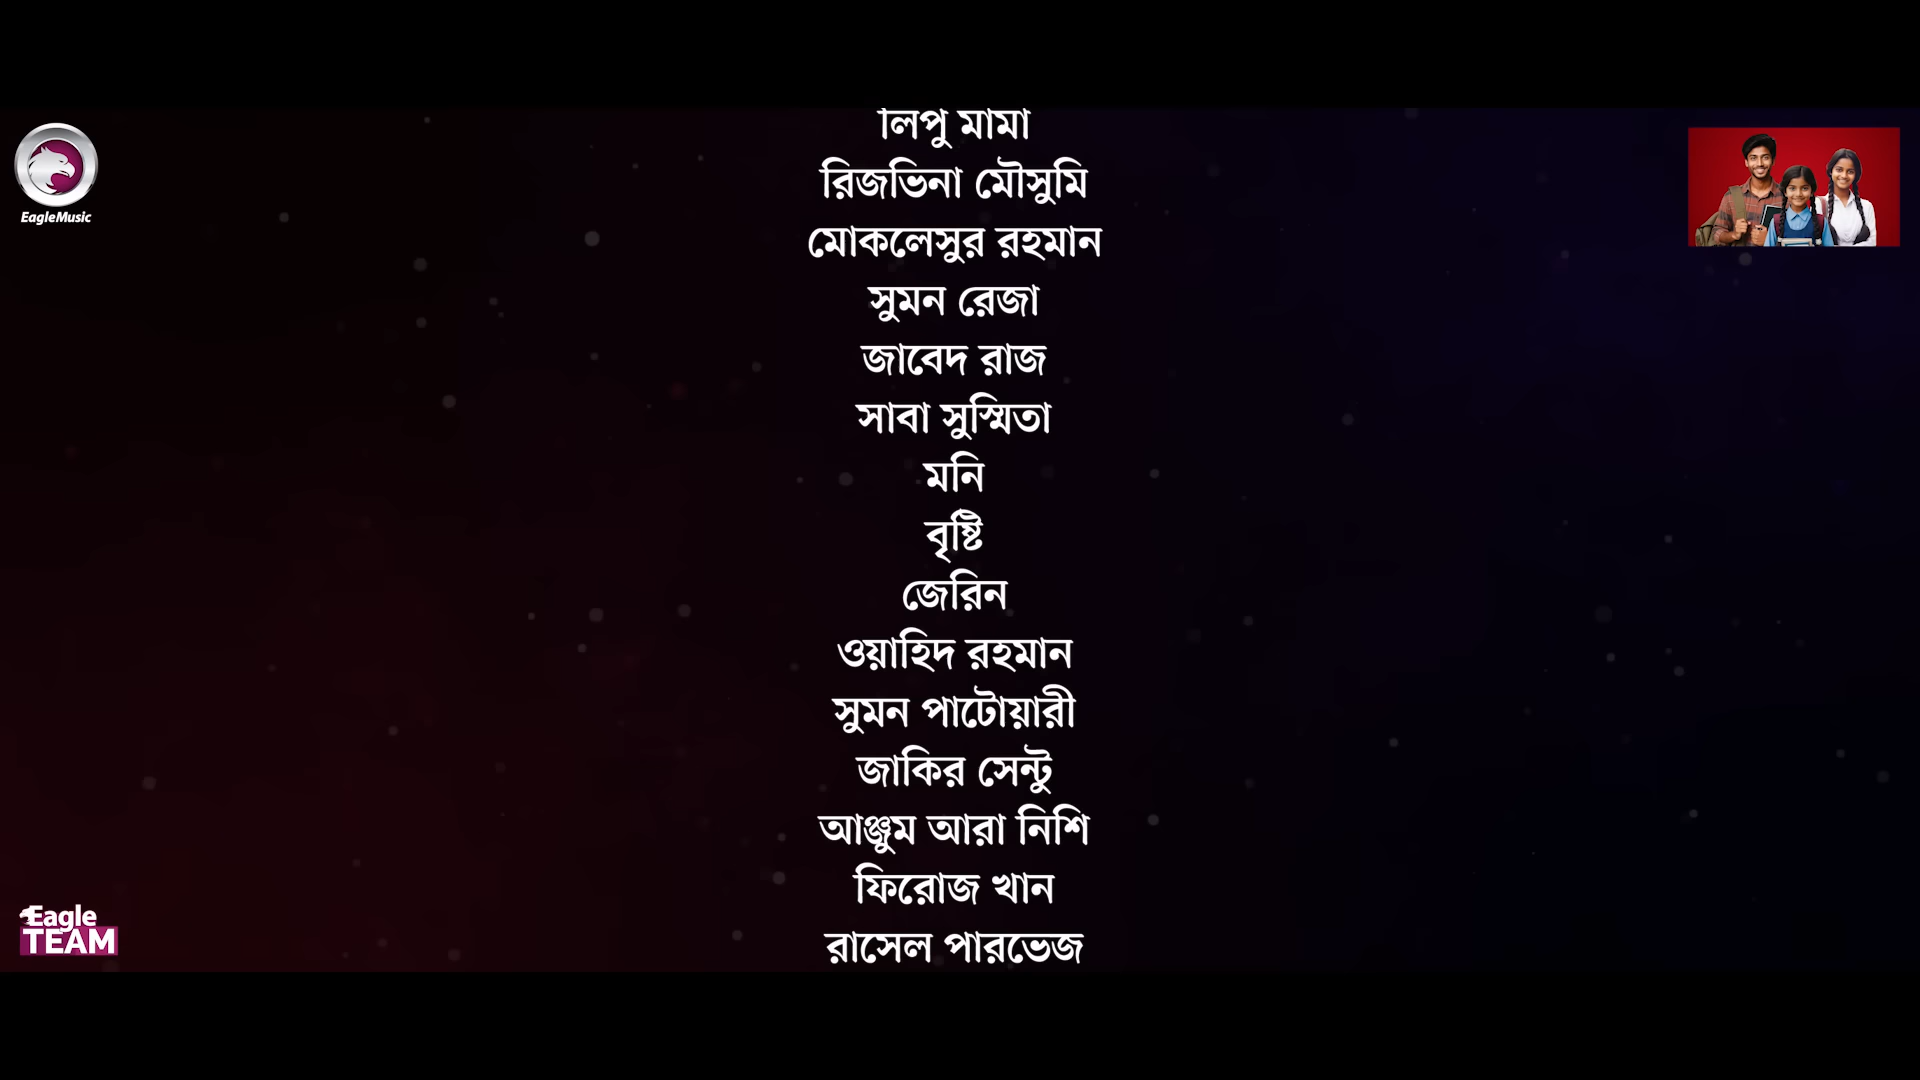 লিপু মামা
রিজভিনা মৌসুমি
মোকলেসুর রহমান
সুমন রেজা
জাবেদ রাজ
সাবা সুস্মিতা
মনি
বৃষ্টি
জেরিন
ওয়াহিদ রহমান
সুমন পাটোয়ারী
জাকির সেন্টু
আঞ্জুম আরা নিশি
ফিরোজ খান
রাসেল পারভেজ
EagleMusic
Eagle
TEAM